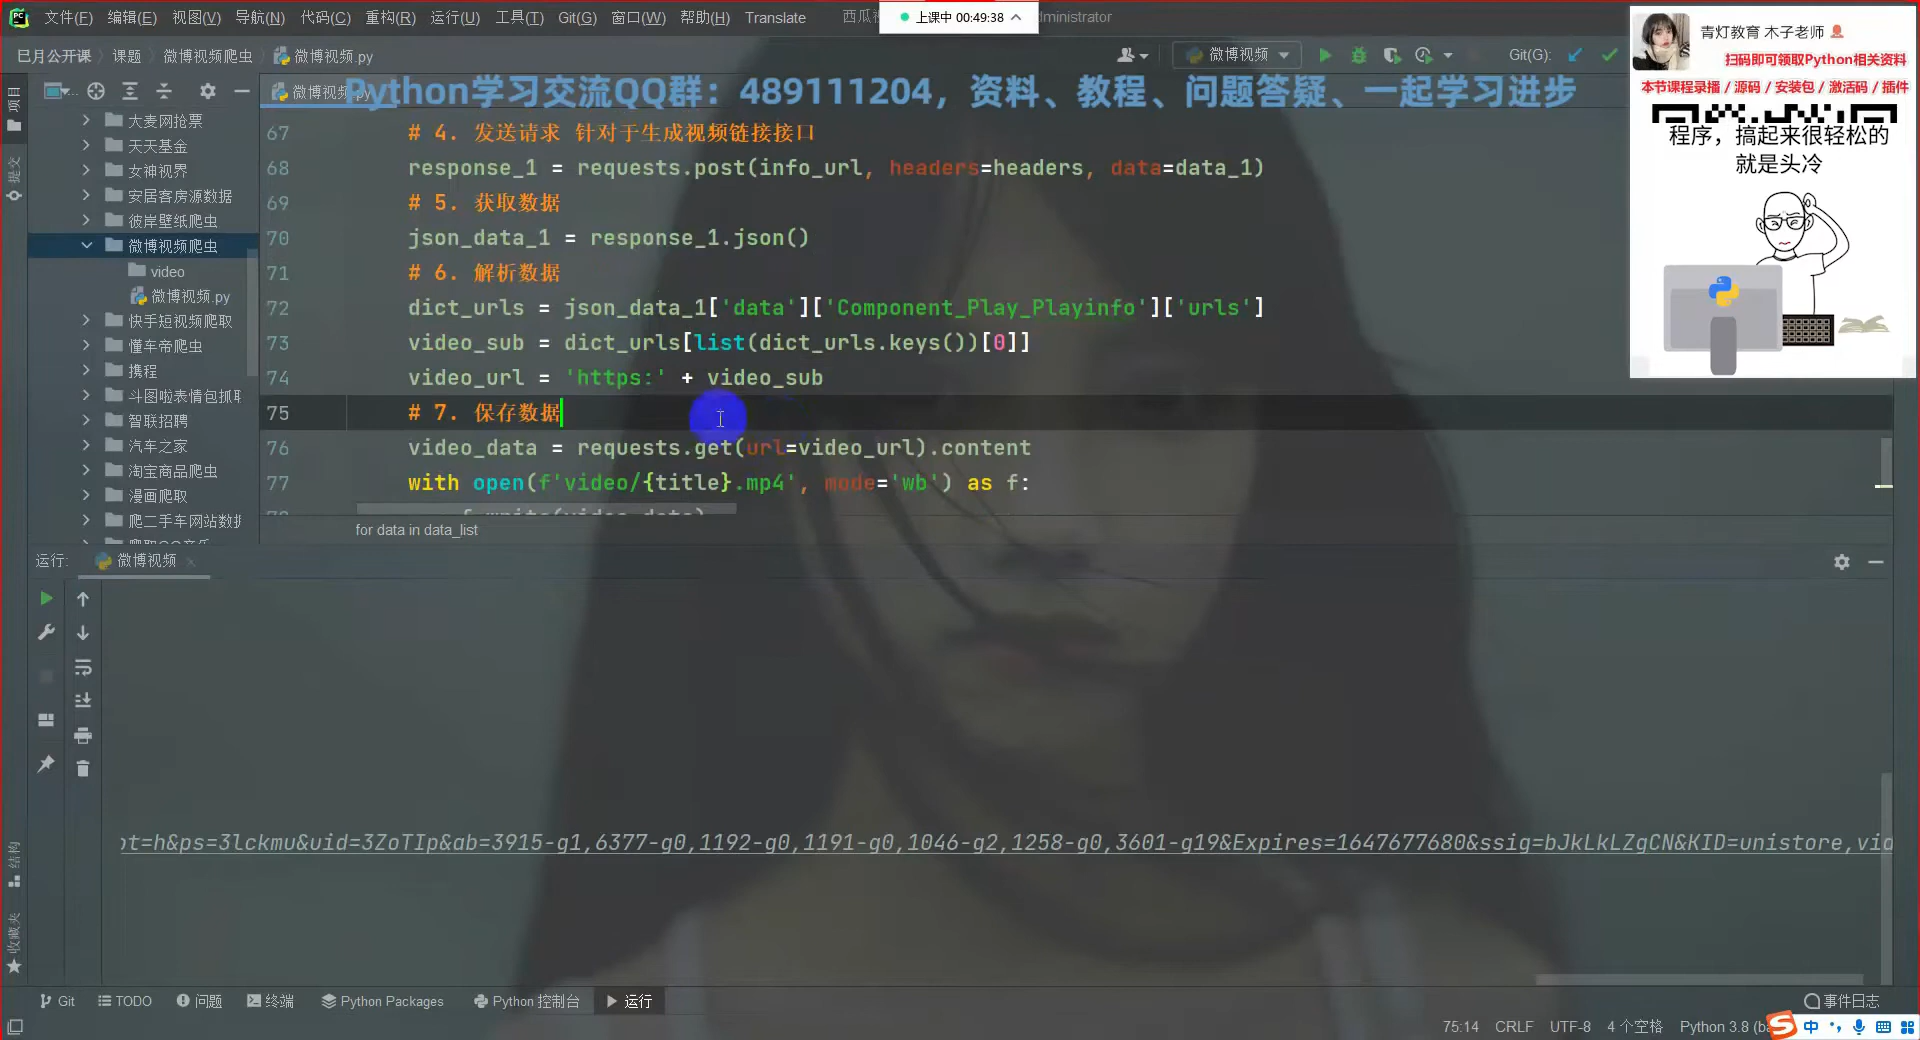 文件(F) 编辑(E) 视图(V) 导航(N) 代码(C) 重构(R) 运行(U) 工具(T) Git(G) 窗口(W) 帮助(H) Translate
上课中 00:49:38
dministrator
巳月公开课 课题 微博视频爬虫 微博视频.py
微博视频
Git(G):
Python学习交流QQ群：489111204，资料、教程、问题答疑、一起学习进步
青灯教育 木子老师
扫码即可领取Python相关资料
本节课程录播 / 源码 / 安装包 / 激活码 / 插件
程序，搞起来很轻松的
就是头冷
项目
提交
结构
收藏夹
大麦网抢票
天天基金
女神视界
安居客房源数据
彼岸壁纸爬虫
微博视频爬虫
video
微博视频.py
快手短视频爬取
懂车帝爬虫
携程
斗图啦表情包抓取
智联招聘
汽车之家
淘宝商品爬虫
漫画爬取
爬二手车网站数据
67 # 4. 发送请求 针对于生成视频链接接口
68 response_1 = requests.post(info_url, headers=headers, data=data_1)
69 # 5. 获取数据
70 json_data_1 = response_1.json()
71 # 6. 解析数据
72 dict_urls = json_data_1['data']['Component_Play_Playinfo']['urls']
73 video_sub = dict_urls[list(dict_urls.keys())[0]]
74 video_url = 'https:' + video_sub
75 # 7. 保存数据
76 video_data = requests.get(url=video_url).content
77 with open(f'video/{title}.mp4', mode='wb') as f:
for data in data_list
运行: 微博视频
ot=h&ps=3lckmu&uid=3ZoTIp&ab=3915-g1,6377-g0,1192-g0,1191-g0,1046-g2,1258-g0,3601-g19&Expires=1647677680&ssig=bJkLkLZgCN&KID=unistore,vid
Git TODO 问题 终端 Python Packages Python 控制台 运行 事件日志
75:14 CRLF UTF-8 4 个空格 Python 3.8 (ba
中